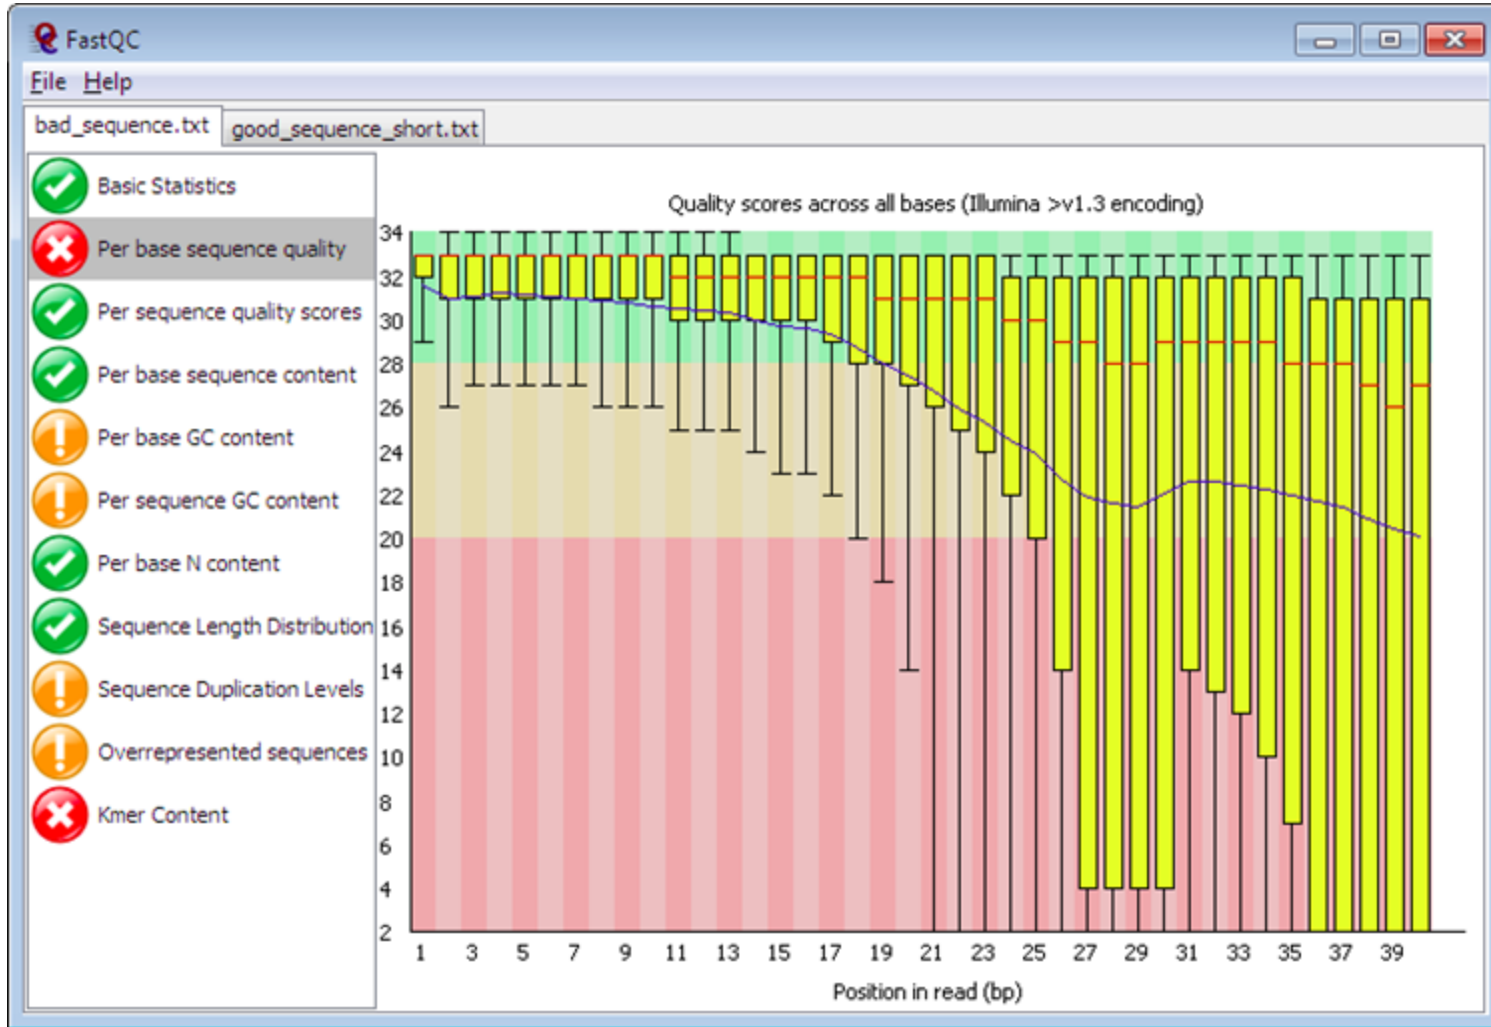 FastQC
File Help
bad_sequence.txt
good_sequence_short.txt
Basic Statistics
Per base sequence quality
Per sequence quality scores
Per base sequence content
Per base GC content
Per sequence GC content
Per base N content
Sequence Length Distribution
Sequence Duplication Levels
Overrepresented sequences
Kmer Content
Quality scores across all bases (Illumina >v1.3 encoding)
34
32
30
28
26
24
22
20
18
16
14
12
10
8
6
4
2
1 3 5 7 9 11 13 15 17 19 21 23 25 27 29 31 33 35 37 39
Position in read (bp)